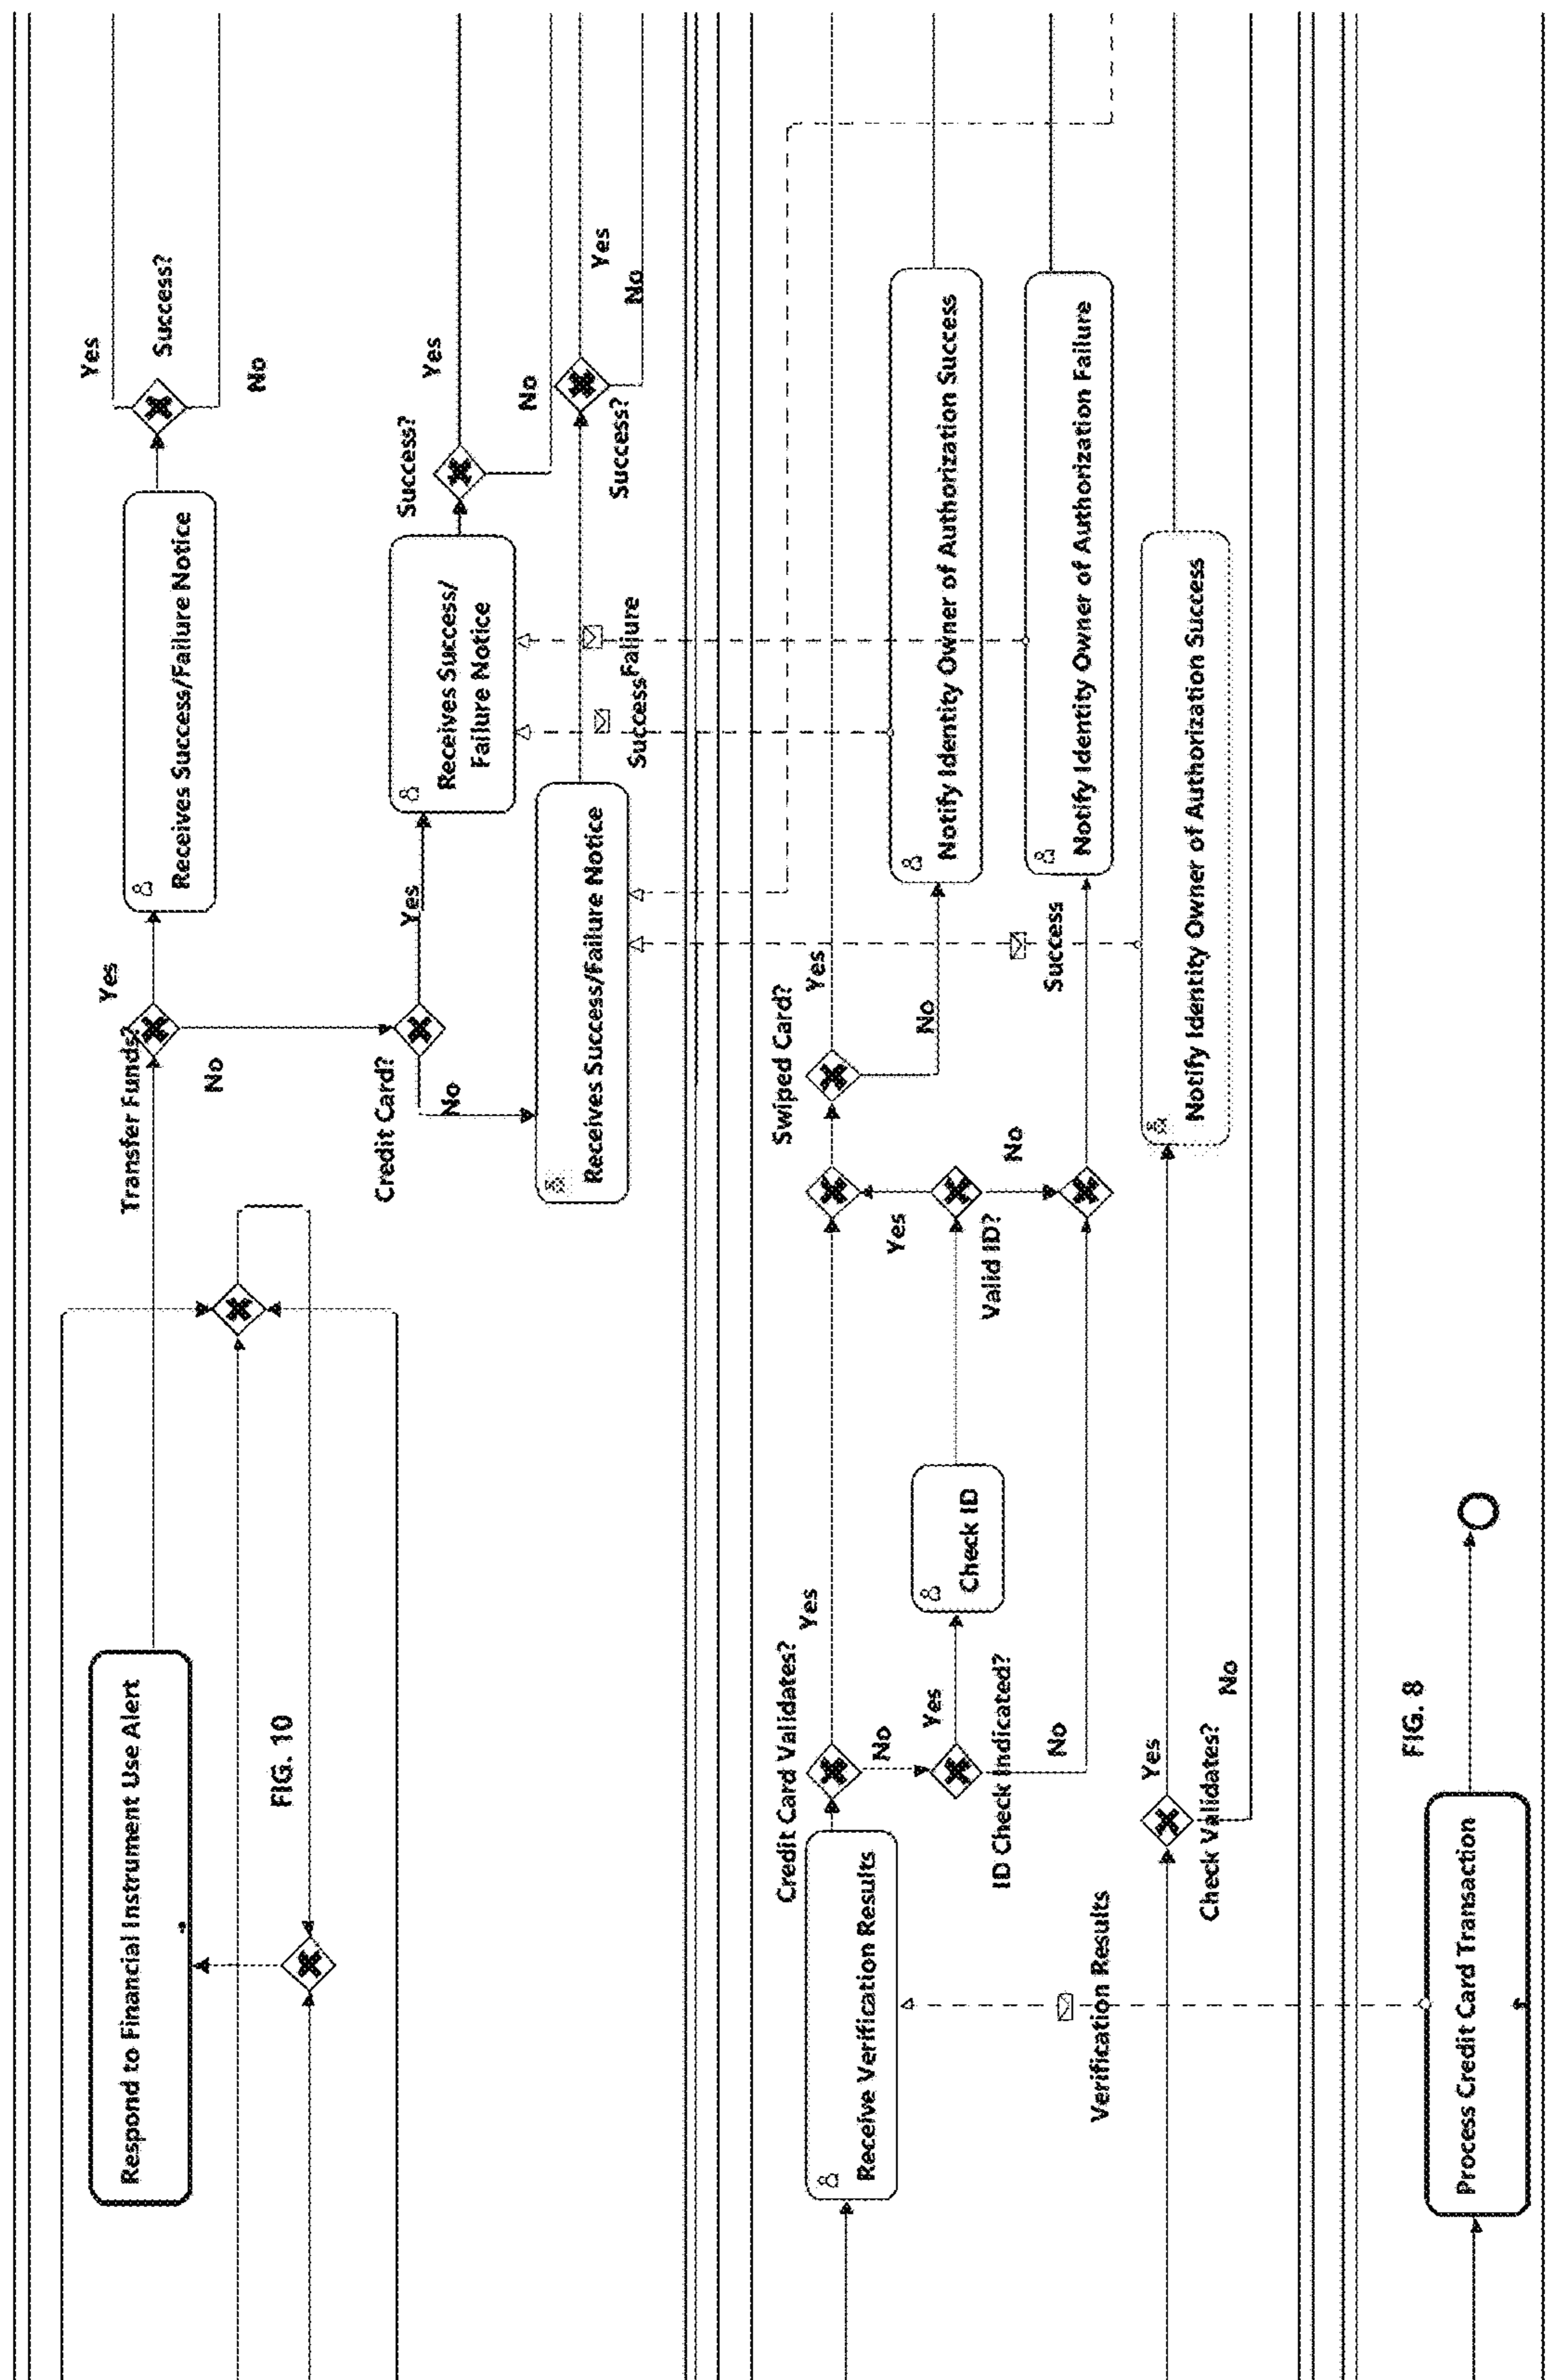 Respond to Financial Instrument Use Alert
FIG. 10
Transfer Funds?
Yes
No
Receives Success/Failure Notice
Success?
Yes
No
Credit Card?
Yes
No
Receives Success/
Failure Notice
Success?
Yes
No
Receives Success/Failure Notice
Success?
Yes
No
Success
Failure
Receive Verification Results
Credit Card Validates?
Yes
No
ID Check Indicated?
Yes
No
Check ID
Valid ID?
Yes
No
Swiped Card?
Yes
No
Notify Identity Owner of Authorization Success
Notify Identity Owner of Authorization Failure
Success
Verification Results
Check Validates?
Yes
No
Notify Identity Owner of Authorization Success
FIG. 8
Process Credit Card Transaction